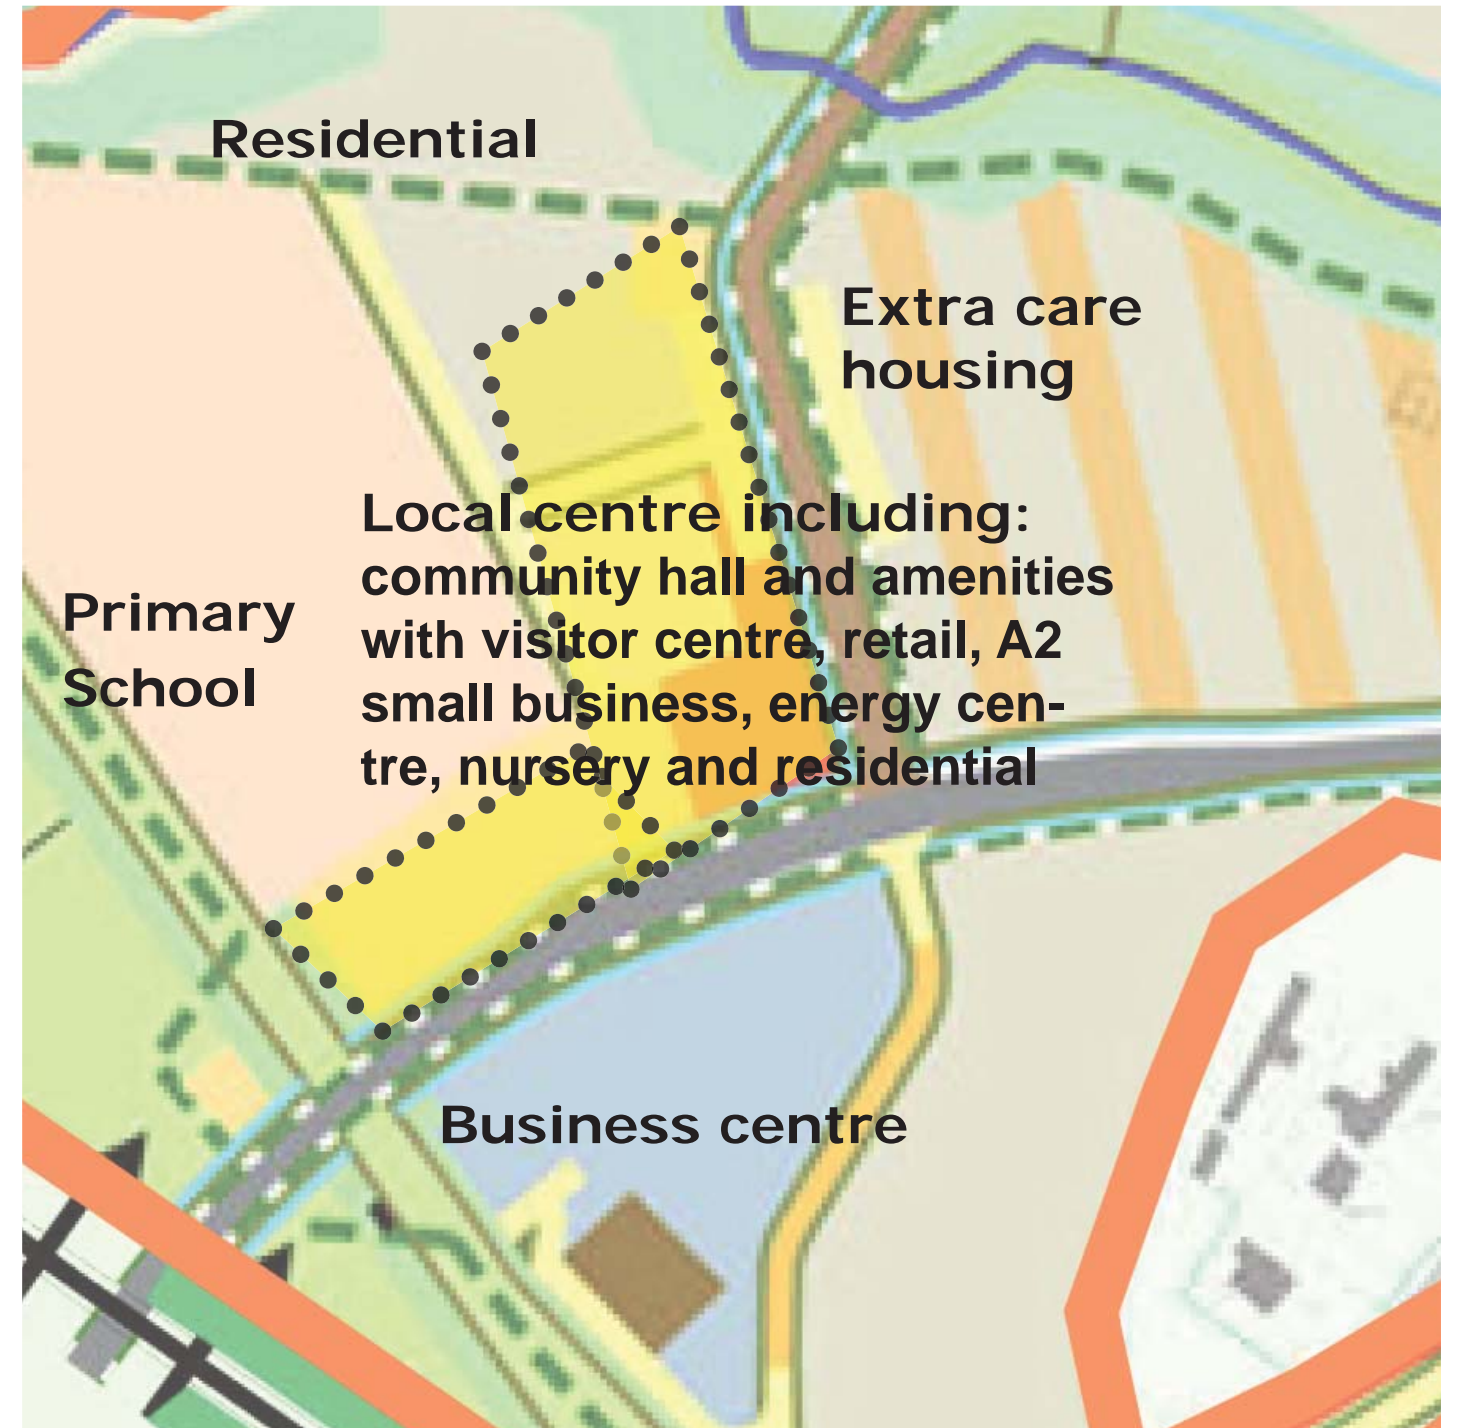 Residential
Extra care
housing
Local centre including:
community hall and amenities
with visitor centre, retail, A2
small business, energy cen-
tre, nursery and residential
Primary
School
Business centre